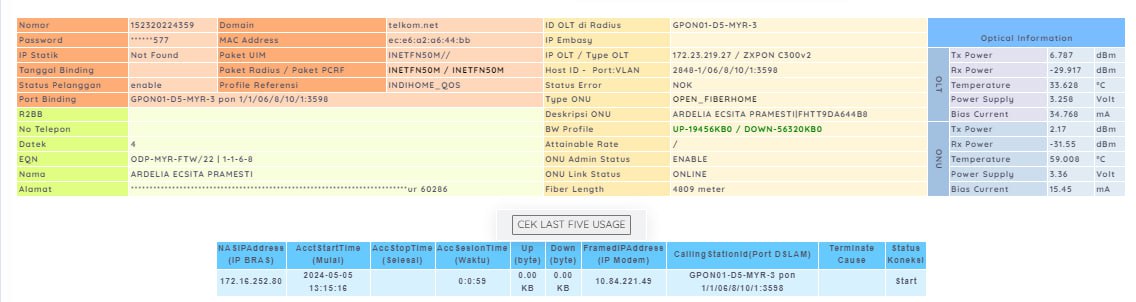 Nomor 152320224359 Domain telkom.net ID OLT di Radius GPON01-D5-MYR-3 Optical Information
Password ******577 MAC Address ec:e6:a2:a6:44:bb IP Embasy
IP Statik Not Found Paket UIM INETFN50M// IP OLT / Type OLT 172.23.219.27 / ZXPON C300v2 OLT Tx Power 6.787 dBm
Tanggal Binding Paket Radius / Paket PCRF INETFN50M / INETFN50M Host ID - Port:VLAN 2848-1/06/8/10/1:3598 Rx Power -29.917 dBm
Status Pelanggan enable Profile Referensi INDIHOME_QOS Status Error NOK Temperature 33.628 °C
Port Binding GPON01-D5-MYR-3 pon 1/1/06/8/10/1:3598 Type ONU OPEN_FIBERHOME Power Supply 3.258 Volt
R2BB Deskripsi ONU ARDELIA ECSITA PRAMESTI|FHTT9DA644B8 Bias Current 34.768 mA
No Telepon BW Profile UP-19456KB0 / DOWN-56320KB0 ONU Tx Power 2.17 dBm
Datek 4 Attainable Rate / Rx Power -31.55 dBm
EQN ODP-MYR-FTW/22 | 1-1-6-8 ONU Admin Status ENABLE Temperature 59.008 °C
Nama ARDELIA ECSITA PRAMESTI ONU Link Status ONLINE Power Supply 3.36 Volt
Alamat ur 60286 Fiber Length 4809 meter Bias Current 15.45 mA
CEK LAST FIVE USAGE
NASIPAddress AcctStartTime AccStopTime AccSesionTime Up Down FramedIPAddress CallingStationId(Port DSLAM) Terminate Status
(IP BRAS) (Mulai) (Selesai) (Waktu) (byte) (byte) (IP Modem) Cause Koneksi
172.16.252.80 2024-05-05 13:15:16 0:0:59 0.00 KB 0.00 KB 10.84.221.49 GPON01-D5-MYR-3 pon 1/1/06/8/10/1:3598 Start